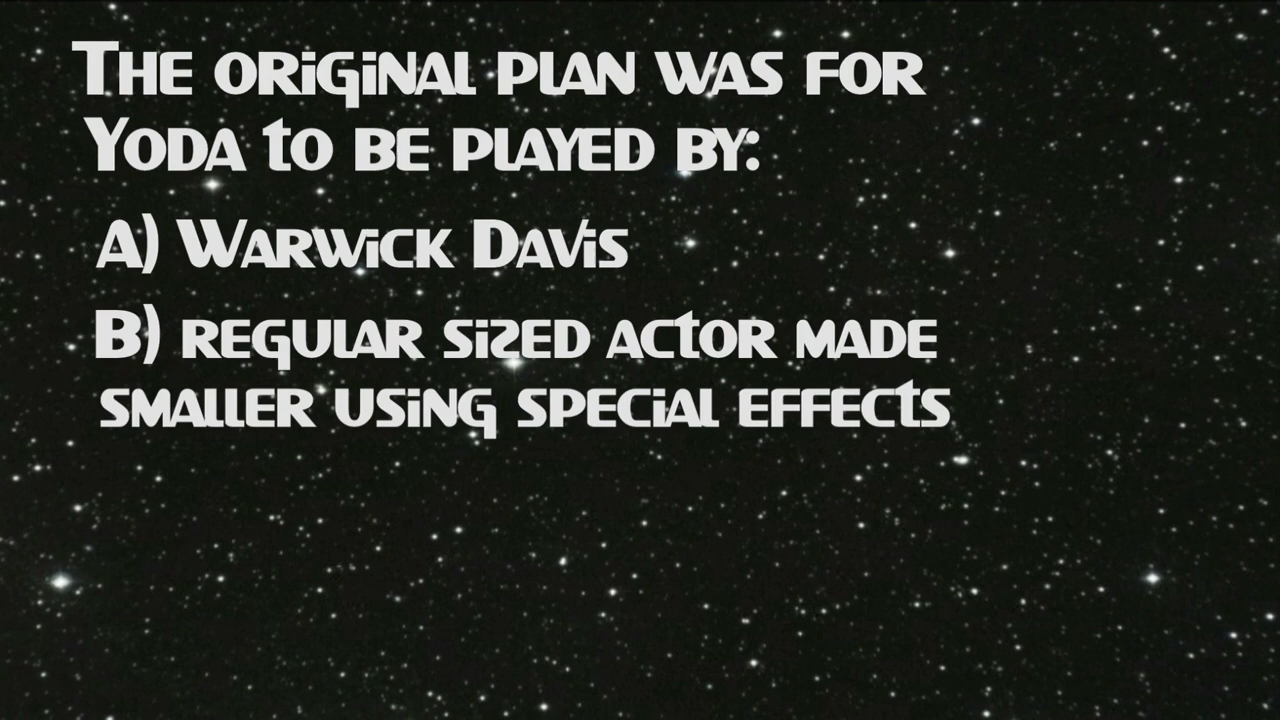 The original plan was for
Yoda to be played by:
A) Warwick Davis
B) regular sized actor made
smaller using special effects